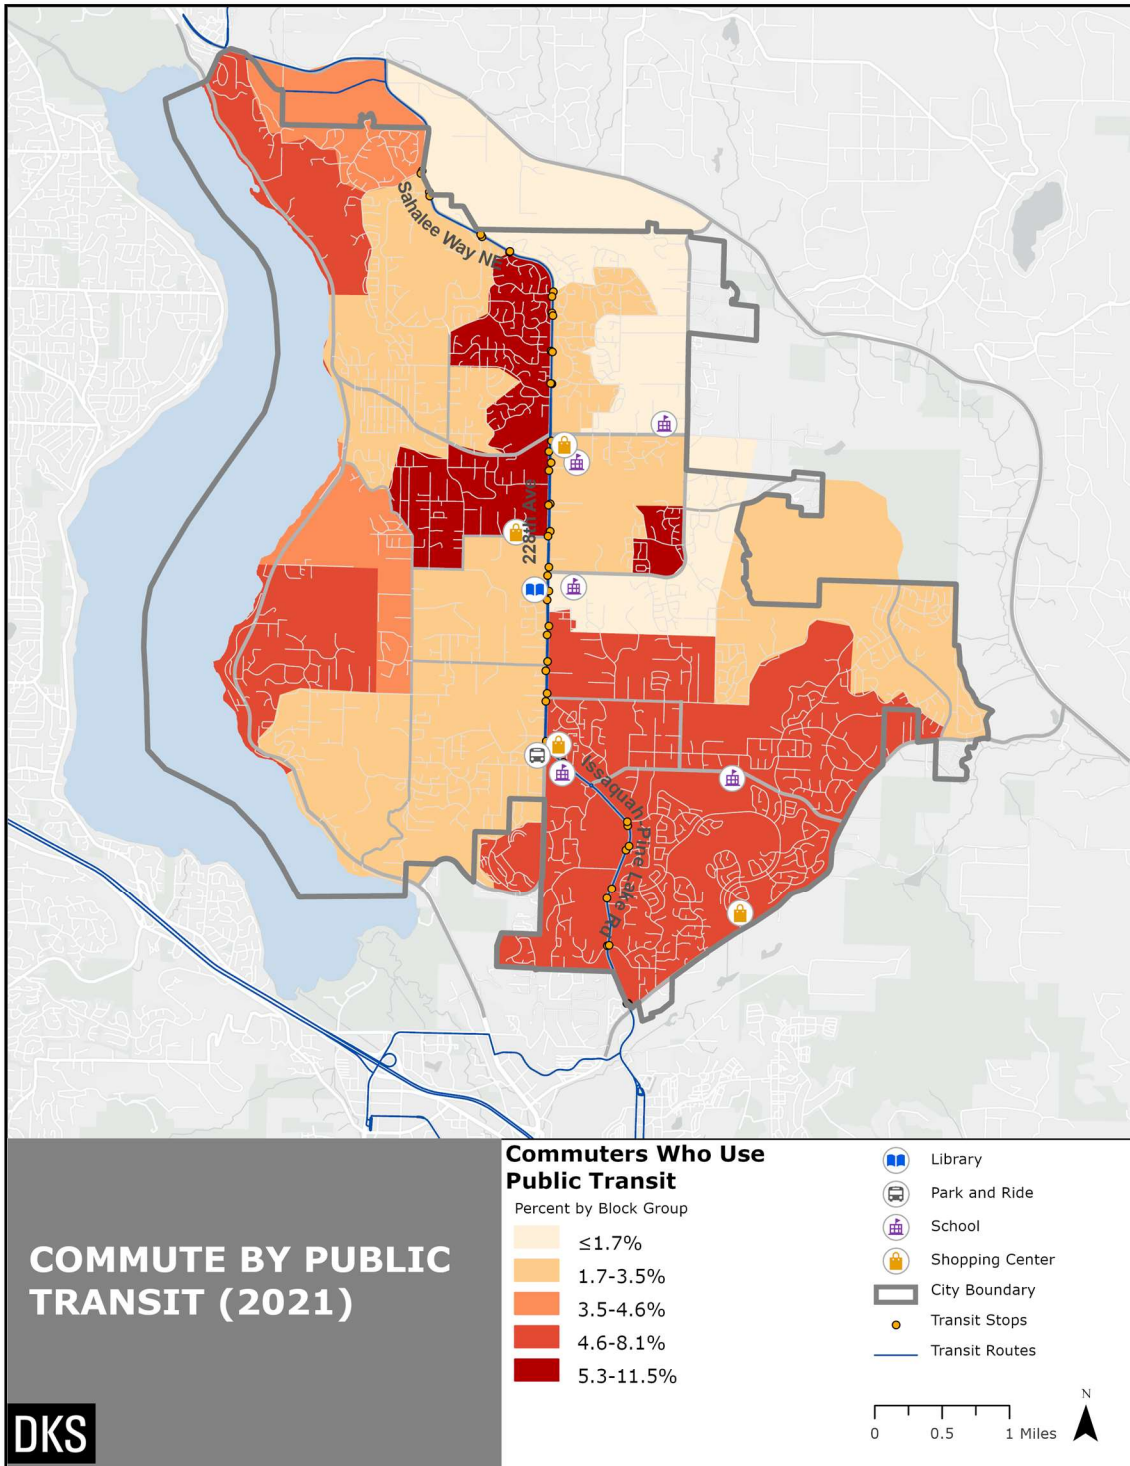 Sahalee Way NE
228th Ave
Issaquah Pine Lake Rd
COMMUTE BY PUBLIC
TRANSIT (2021)
DKS
Commuters Who Use
Public Transit
Percent by Block Group
≤1.7%
1.7-3.5%
3.5-4.6%
4.6-8.1%
5.3-11.5%
Library
Park and Ride
School
Shopping Center
City Boundary
Transit Stops
Transit Routes
N
0 0.5 1 Miles